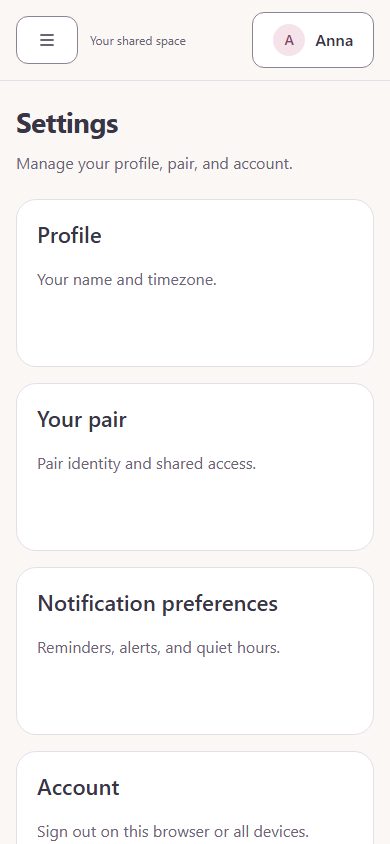 Your shared space
A Anna
Settings
Manage your profile, pair, and account.
Profile
Your name and timezone.
Your pair
Pair identity and shared access.
Notification preferences
Reminders, alerts, and quiet hours.
Account
Sign out on this browser or all devices.